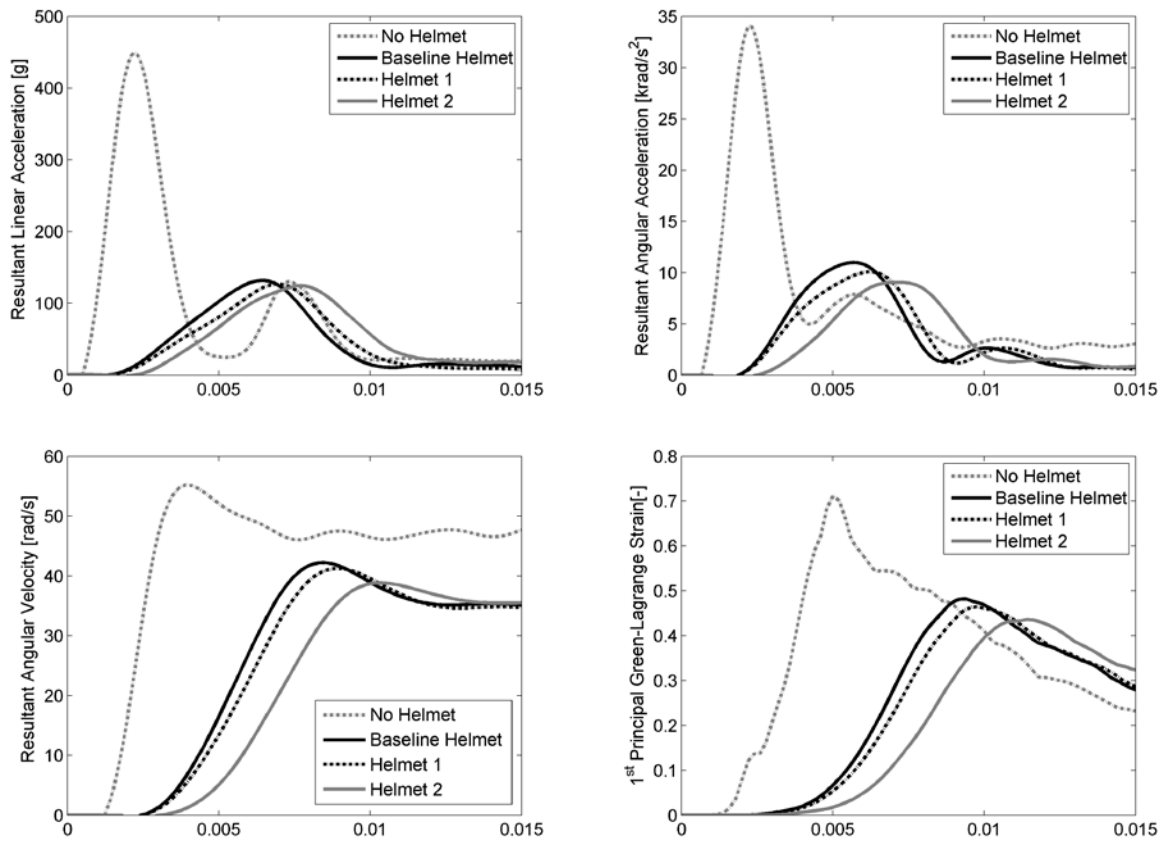 Resultant Linear Acceleration [g]
500
400
300
200
100
0
No Helmet
Baseline Helmet
Helmet 1
Helmet 2
0 0.005 0.01 0.015
Resultant Angular Acceleration [krad/s²]
35
30
25
20
15
10
5
0
No Helmet
Baseline Helmet
Helmet 1
Helmet 2
0 0.005 0.01 0.015
Resultant Angular Velocity [rad/s]
60
50
40
30
20
10
0
No Helmet
Baseline Helmet
Helmet 1
Helmet 2
0 0.005 0.01 0.015
1st Principal Green-Lagrange Strain[-]
0.8
0.7
0.6
0.5
0.4
0.3
0.2
0.1
0
No Helmet
Baseline Helmet
Helmet 1
Helmet 2
0 0.005 0.01 0.015